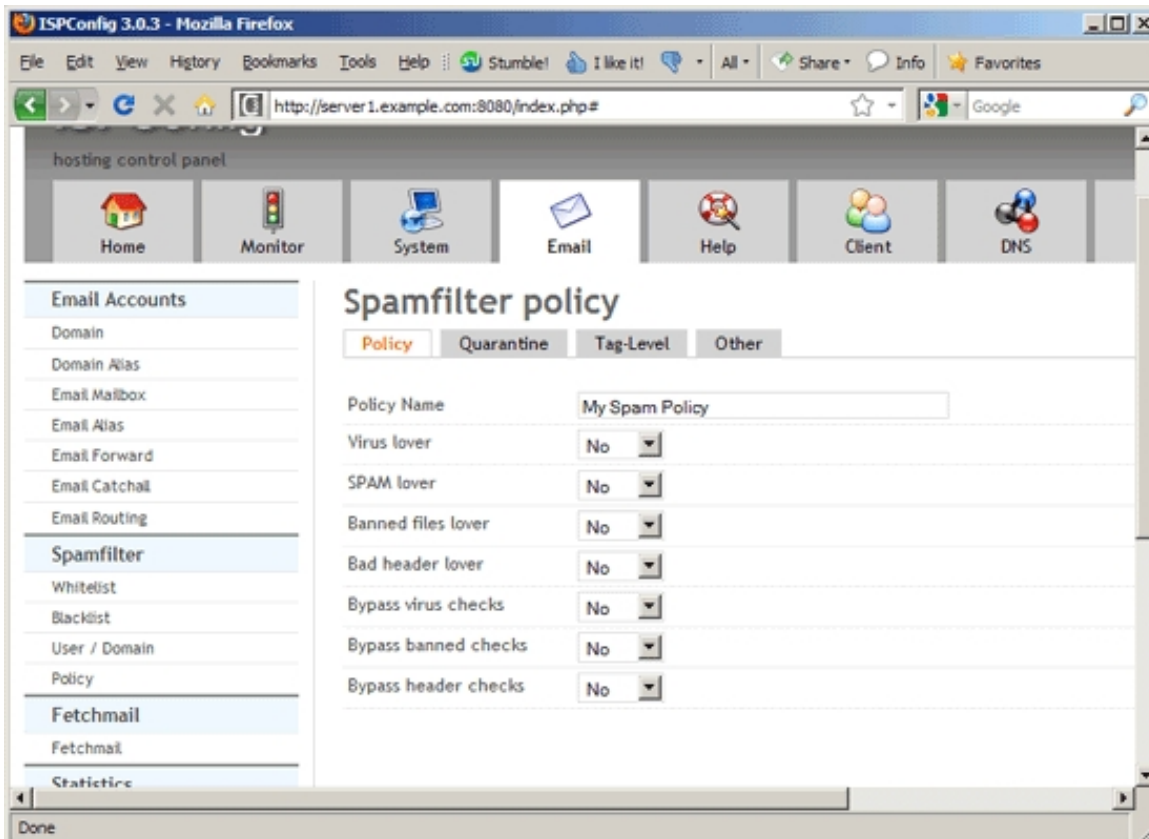 ISPConfig 3.0.3 - Mozilla Firefox
File Edit View History Bookmarks Tools Help Stumble! I like it! All Share Info Favorites
http://server1.example.com:8080/index.php# Google
hosting control panel
Home Monitor System Email Help Client DNS
Email Accounts
Domain
Domain Alias
Email Mailbox
Email Alias
Email Forward
Email Catchall
Email Routing
Spamfilter
Whitelist
Blacklist
User / Domain
Policy
Fetchmail
Fetchmail
Statistics
Spamfilter policy
Policy Quarantine Tag-Level Other
Policy Name My Spam Policy
Virus lover No
SPAM lover No
Banned files lover No
Bad header lover No
Bypass virus checks No
Bypass banned checks No
Bypass header checks No
Done